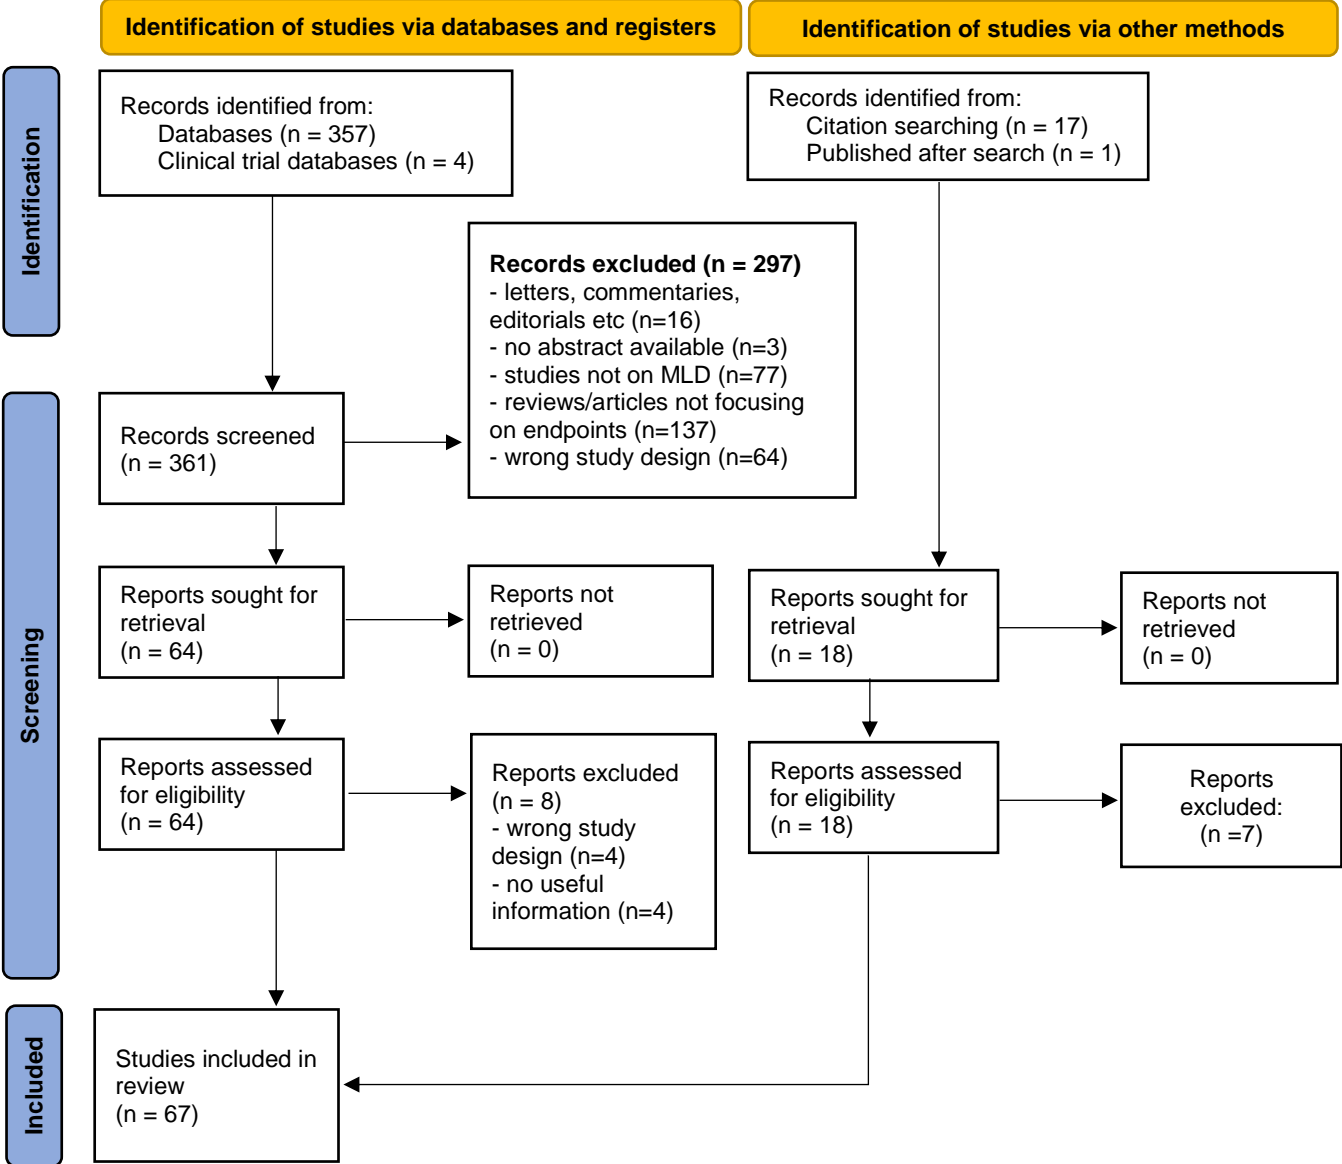 Identification of studies via databases and registers
Identification of studies via other methods
Identification
Records identified from:
Databases (n = 357)
Clinical trial databases (n = 4)
Records identified from:
Citation searching (n = 17)
Published after search (n = 1)
Records excluded (n = 297)
- letters, commentaries,
editorials etc (n=16)
- no abstract available (n=3)
- studies not on MLD (n=77)
- reviews/articles not focusing
on endpoints (n=137)
- wrong study design (n=64)
Screening
Records screened
(n = 361)
Reports sought for
retrieval
(n = 64)
Reports not
retrieved
(n = 0)
Reports sought for
retrieval
(n = 18)
Reports not
retrieved
(n = 0)
Reports assessed
for eligibility
(n = 64)
Reports excluded
(n = 8)
- wrong study
design (n=4)
- no useful
information (n=4)
Reports assessed
for eligibility
(n = 18)
Reports
excluded:
(n =7)
Included
Studies included in
review
(n = 67)